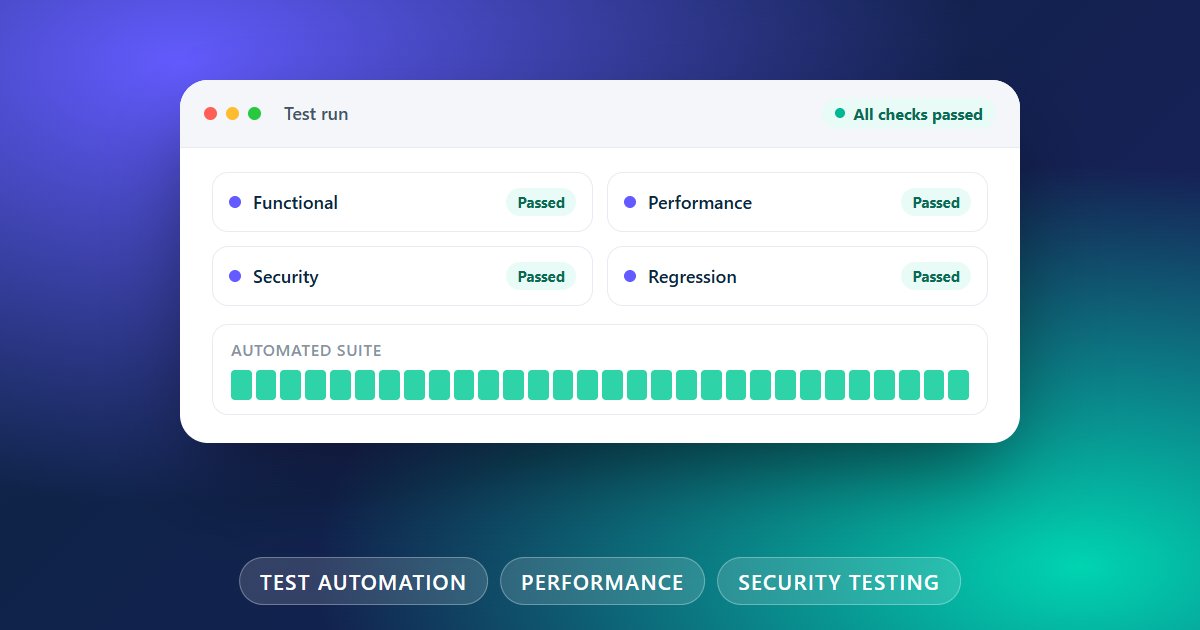 Test run
All checks passed
Functional
Passed
Performance
Passed
Security
Passed
Regression
Passed
AUTOMATED SUITE
TEST AUTOMATION
PERFORMANCE
SECURITY TESTING